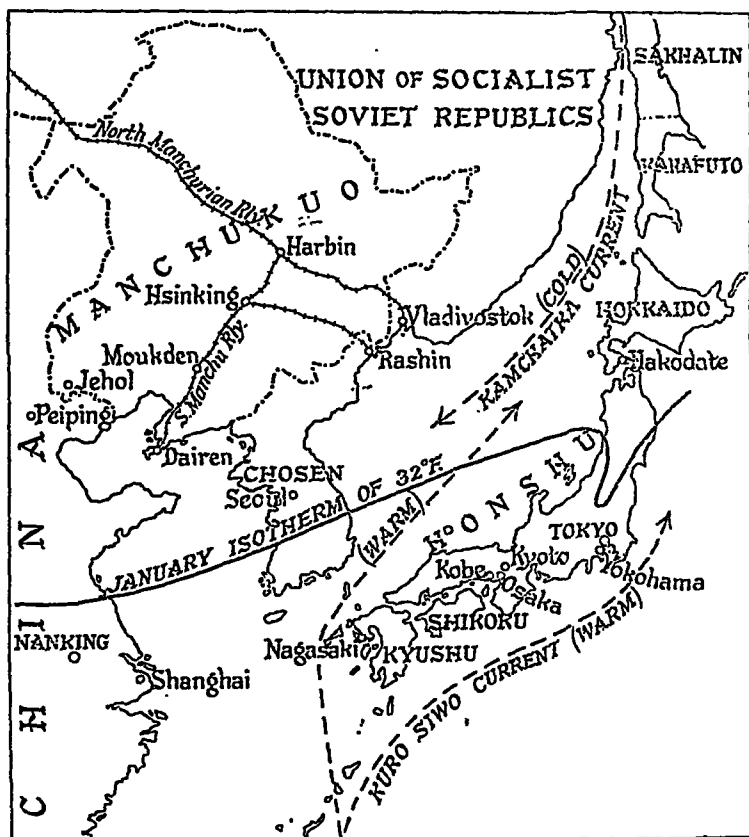 SAKHALIN
UNION OF SOCIALIST
SOVIET REPUBLICS
KARAFUTO
North Manchurian Rly.
MANCHUKUO
Harbin
Hsinking
Vladivostok
(COLD)
KAMCKATKA CURRENT
HOKKAIDO
Moukden
S. Manchu Rly.
Rashin
Hakodate
Jehol
Peiping
Dairen
CHOSEN
Seoul
JANUARY ISOTHERM OF 32°F.
(WARM)
HONSHU
TOKYO
Yokohama
Kyoto
Kobe
Osaka
SHIKOKU
Nagasaki
KYUSHU
NANKING
Shanghai
KURO SIWO CURRENT (WARM)
CHINA